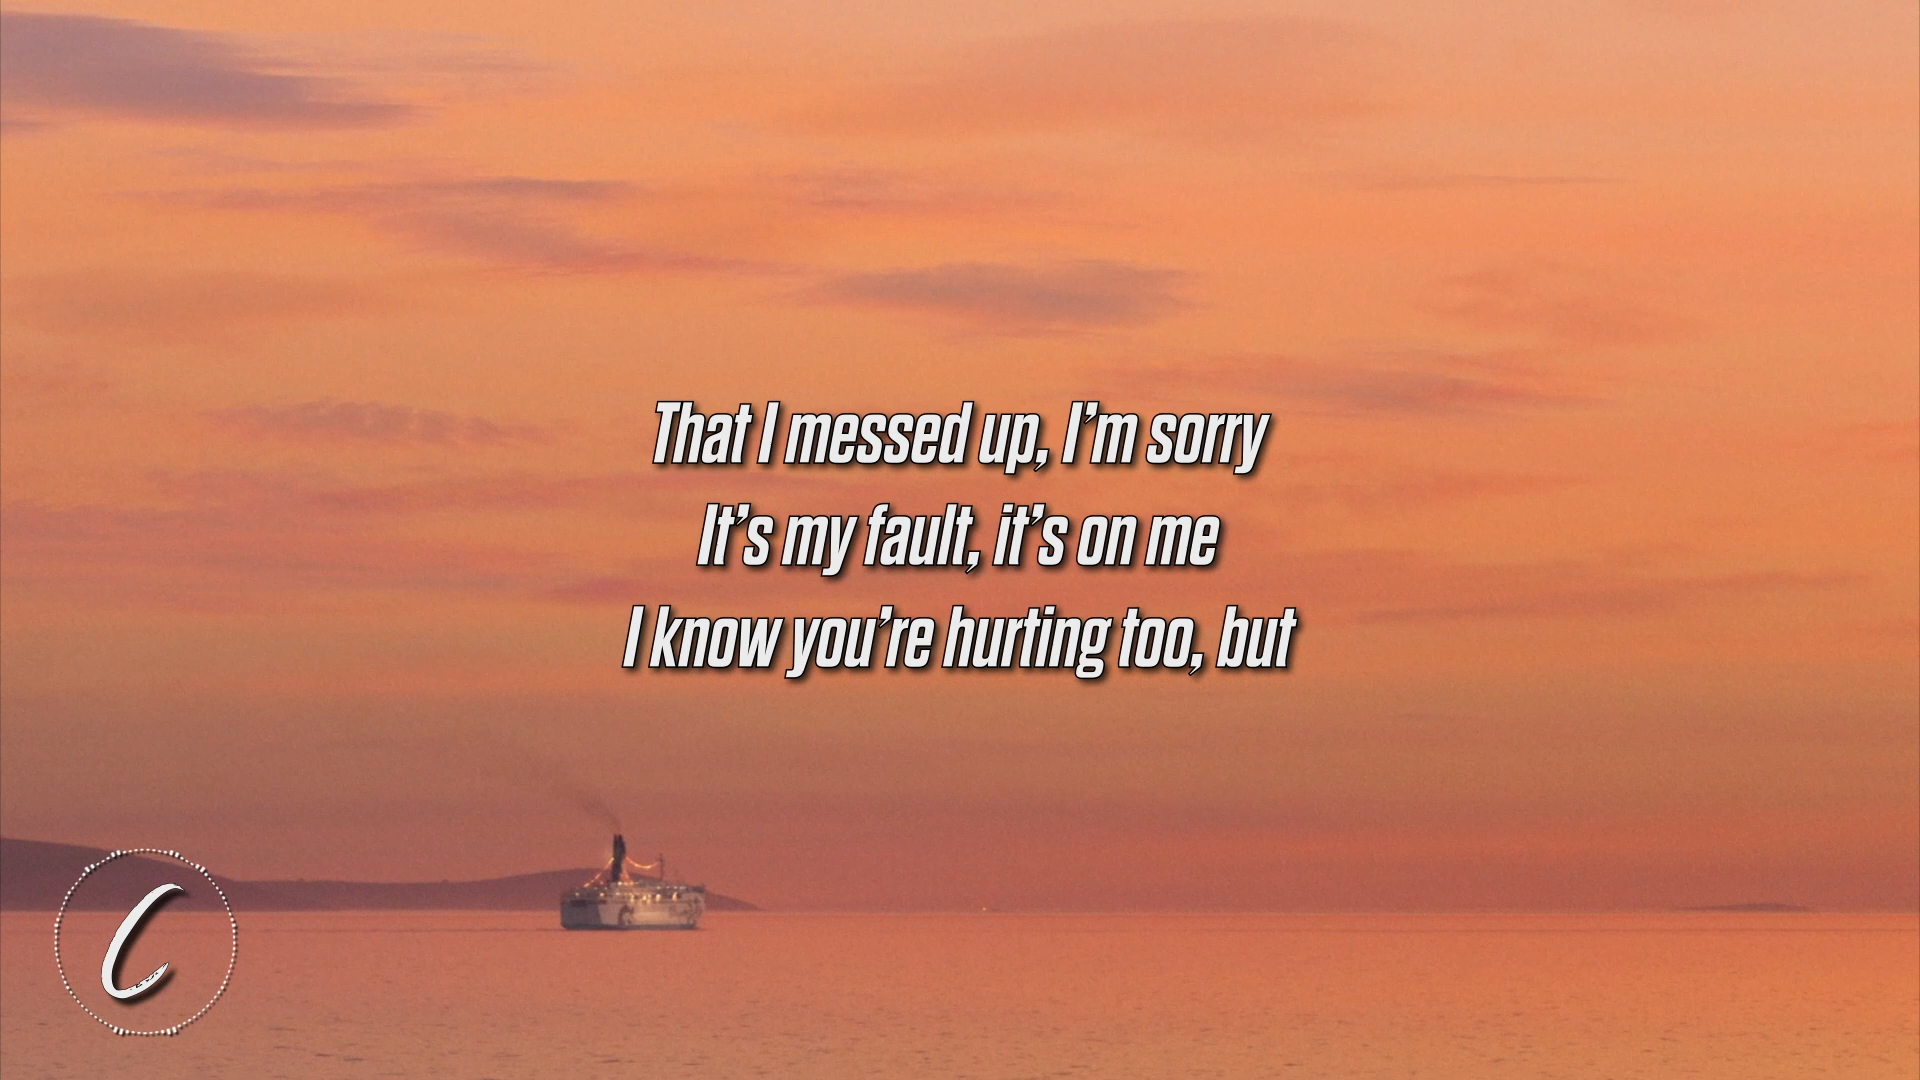 That I messed up, I’m sorry
It’s my fault, it’s on me
I know you’re hurting too, but
C